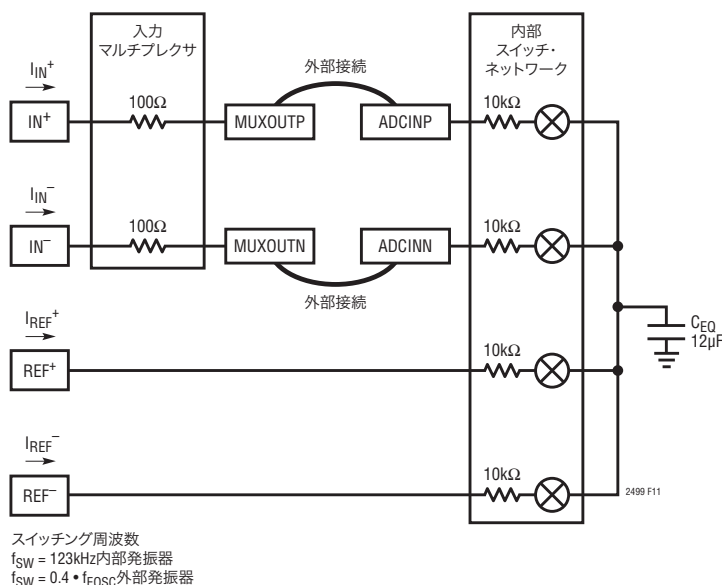 入力
マルチプレクサ
内部
スイッチ・
ネットワーク
外部接続
IIN+
100Ω
10kΩ
IN+
MUXOUTP
ADCINP
IIN–
100Ω
10kΩ
IN–
MUXOUTN
ADCINN
外部接続
IREF+
10kΩ
CEQ
12μF
REF+
IREF–
10kΩ
REF–
2499 F11
スイッチング周波数
fSW = 123kHz内部発振器
fSW = 0.4 • fEOSC外部発振器